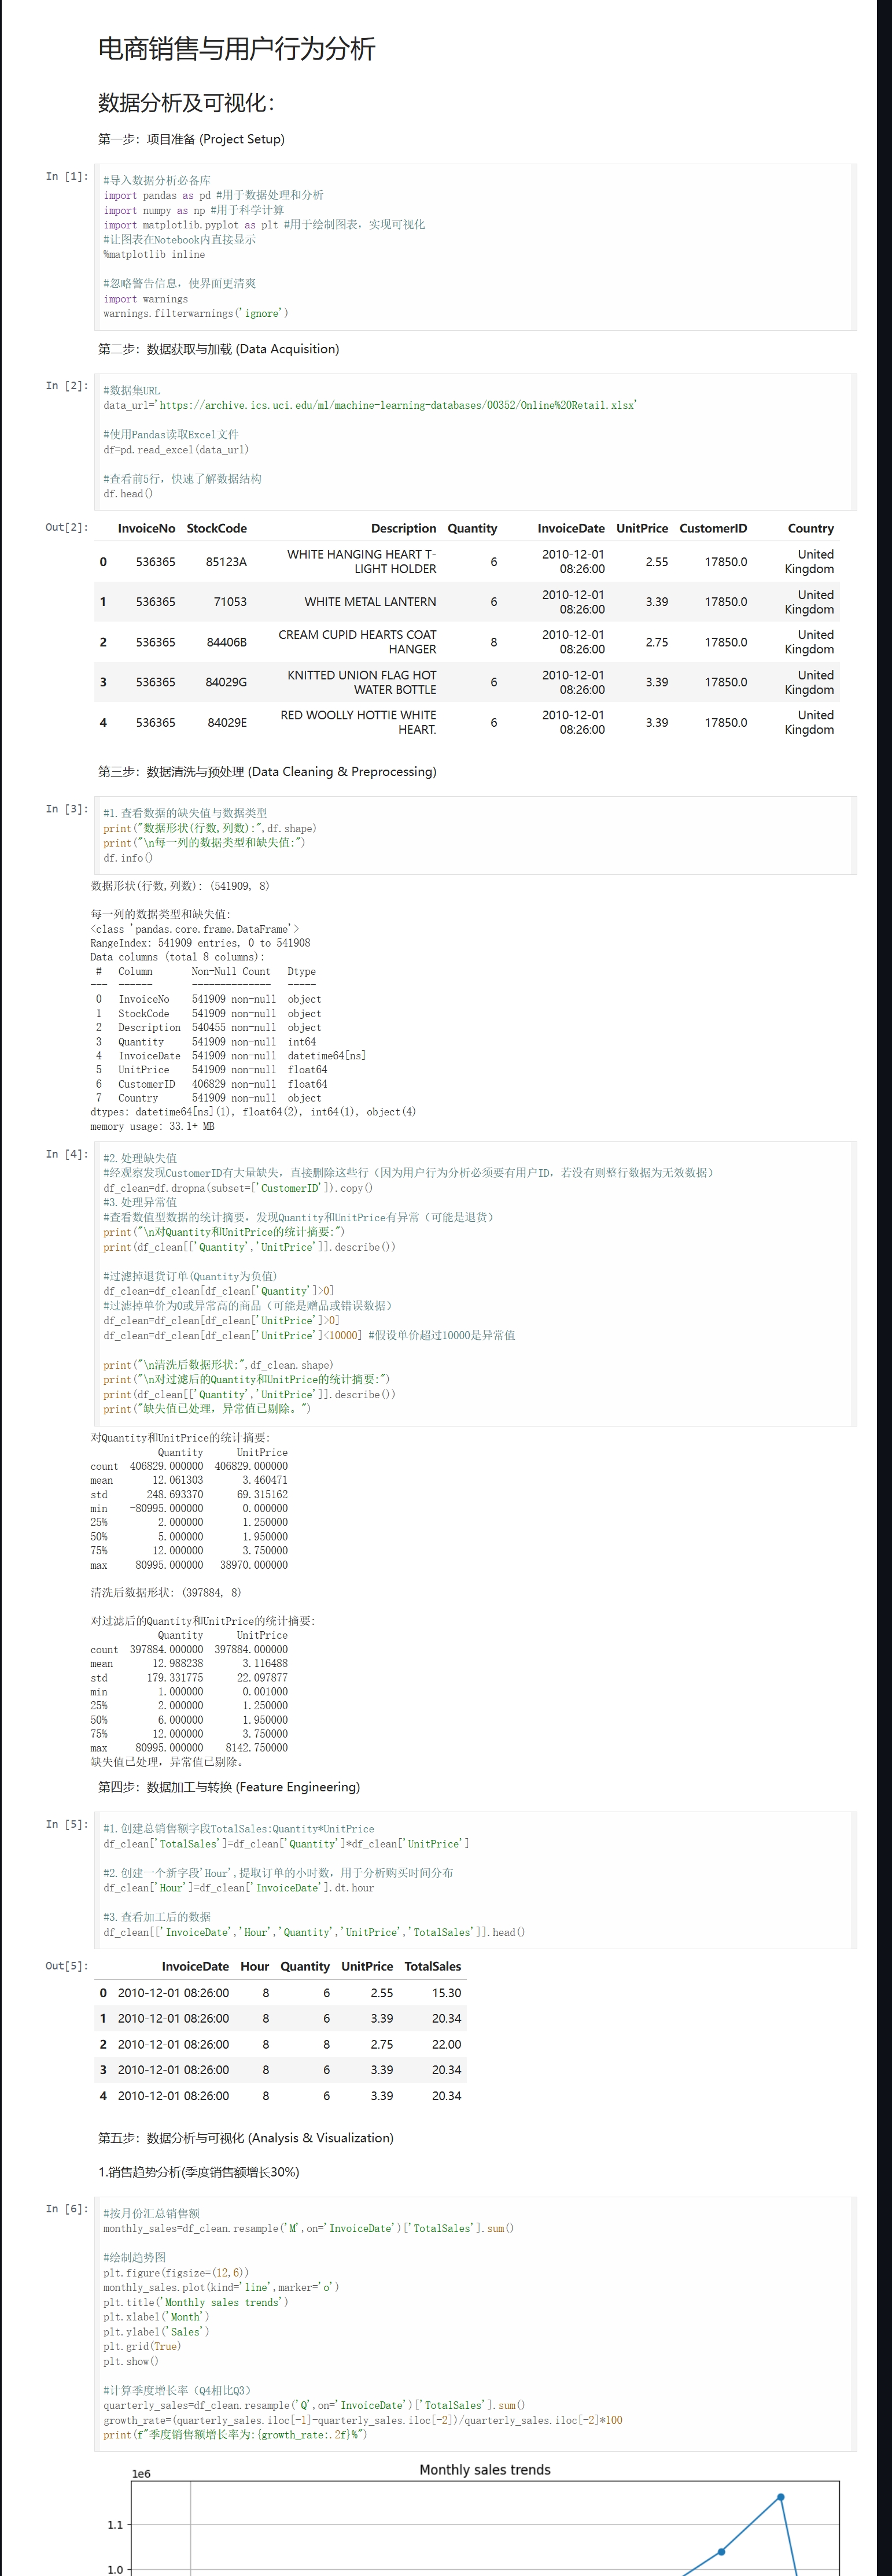 电商销售与用户行为分析
数据分析及可视化：
第一步：项目准备 (Project Setup)
In [1]:
#导入数据分析必备库
import pandas as pd #用于数据处理和分析
import numpy as np #用于科学计算
import matplotlib.pyplot as plt #用于绘制图表，实现可视化
#让图表在Notebook内直接显示
%matplotlib inline
#忽略警告信息，使界面更清爽
import warnings
warnings.filterwarnings('ignore')
第二步：数据获取与加载 (Data Acquisition)
In [2]:
#数据集URL
data_url='https://archive.ics.uci.edu/ml/machine-learning-databases/00352/Online%20Retail.xlsx'
#使用Pandas读取Excel文件
df=pd.read_excel(data_url)
#查看前5行，快速了解数据结构
df.head()
Out[2]:
InvoiceNo StockCode Description Quantity InvoiceDate UnitPrice CustomerID Country
0 536365 85123A WHITE HANGING HEART T-LIGHT HOLDER 6 2010-12-01 08:26:00 2.55 17850.0 United Kingdom
1 536365 71053 WHITE METAL LANTERN 6 2010-12-01 08:26:00 3.39 17850.0 United Kingdom
2 536365 84406B CREAM CUPID HEARTS COAT HANGER 8 2010-12-01 08:26:00 2.75 17850.0 United Kingdom
3 536365 84029G KNITTED UNION FLAG HOT WATER BOTTLE 6 2010-12-01 08:26:00 3.39 17850.0 United Kingdom
4 536365 84029E RED WOOLLY HOTTIE WHITE HEART. 6 2010-12-01 08:26:00 3.39 17850.0 United Kingdom
第三步：数据清洗与预处理 (Data Cleaning & Preprocessing)
In [3]:
#1.查看数据的缺失值与数据类型
print("数据形状(行数,列数):",df.shape)
print("\n每一列的数据类型和缺失值:")
df.info()
数据形状(行数,列数): (541909, 8)
每一列的数据类型和缺失值:
<class 'pandas.core.frame.DataFrame'>
RangeIndex: 541909 entries, 0 to 541908
Data columns (total 8 columns):
# Column Non-Null Count Dtype
--- ------ -------------- -----
0 InvoiceNo 541909 non-null object
1 StockCode 541909 non-null object
2 Description 540455 non-null object
3 Quantity 541909 non-null int64
4 InvoiceDate 541909 non-null datetime64[ns]
5 UnitPrice 541909 non-null float64
6 CustomerID 406829 non-null float64
7 Country 541909 non-null object
dtypes: datetime64[ns](1), float64(2), int64(1), object(4)
memory usage: 33.1+ MB
In [4]:
#2.处理缺失值
#经观察发现CustomerID有大量缺失，直接删除这些行（因为用户行为分析必须要有用户ID，若没有则整行数据为无效数据）
df_clean=df.dropna(subset=['CustomerID']).copy()
#3.处理异常值
#查看数值型数据的统计摘要，发现Quantity和UnitPrice有异常（可能是退货）
print("\n对Quantity和UnitPrice的统计摘要:")
print(df_clean[['Quantity','UnitPrice']].describe())
#过滤掉退货订单(Quantity为负值)
df_clean=df_clean[df_clean['Quantity']>0]
#过滤掉单价为0或异常高的商品（可能是赠品或错误数据）
df_clean=df_clean[df_clean['UnitPrice']>0]
df_clean=df_clean[df_clean['UnitPrice']<10000] #假设单价超过10000是异常值
print("\n清洗后数据形状:",df_clean.shape)
print("\n对过滤后的Quantity和UnitPrice的统计摘要:")
print(df_clean[['Quantity','UnitPrice']].describe())
print("缺失值已处理，异常值已剔除。")
对Quantity和UnitPrice的统计摘要:
Quantity UnitPrice
count 406829.000000 406829.000000
mean 12.061303 3.460471
std 248.693370 69.315162
min -80995.000000 0.000000
25% 2.000000 1.250000
50% 5.000000 1.950000
75% 12.000000 3.750000
max 80995.000000 38970.000000
清洗后数据形状: (397884, 8)
对过滤后的Quantity和UnitPrice的统计摘要:
Quantity UnitPrice
count 397884.000000 397884.000000
mean 12.988238 3.116488
std 179.331775 22.097877
min 1.000000 0.001000
25% 2.000000 1.250000
50% 6.000000 1.950000
75% 12.000000 3.750000
max 80995.000000 8142.750000
缺失值已处理，异常值已剔除。
第四步：数据加工与转换 (Feature Engineering)
In [5]:
#1.创建总销售额字段TotalSales:Quantity*UnitPrice
df_clean['TotalSales']=df_clean['Quantity']*df_clean['UnitPrice']
#2.创建一个新字段'Hour',提取订单的小时数，用于分析购买时间分布
df_clean['Hour']=df_clean['InvoiceDate'].dt.hour
#3.查看加工后的数据
df_clean[['InvoiceDate','Hour','Quantity','UnitPrice','TotalSales']].head()
Out[5]:
InvoiceDate Hour Quantity UnitPrice TotalSales
0 2010-12-01 08:26:00 8 6 2.55 15.30
1 2010-12-01 08:26:00 8 6 3.39 20.34
2 2010-12-01 08:26:00 8 8 2.75 22.00
3 2010-12-01 08:26:00 8 6 3.39 20.34
4 2010-12-01 08:26:00 8 6 3.39 20.34
第五步：数据分析与可视化 (Analysis & Visualization)
1.销售趋势分析(季度销售额增长30%)
In [6]:
#按月份汇总销售额
monthly_sales=df_clean.resample('M',on='InvoiceDate')['TotalSales'].sum()
#绘制趋势图
plt.figure(figsize=(12,6))
monthly_sales.plot(kind='line',marker='o')
plt.title('Monthly sales trends')
plt.xlabel('Month')
plt.ylabel('Sales')
plt.grid(True)
plt.show()
#计算季度增长率（Q4相比Q3）
quarterly_sales=df_clean.resample('Q',on='InvoiceDate')['TotalSales'].sum()
growth_rate=(quarterly_sales.iloc[-1]-quarterly_sales.iloc[-2])/quarterly_sales.iloc[-2]*100
print(f"季度销售额增长率为:{growth_rate:.2f}%")
Monthly sales trends
1e6
1.1
1.0